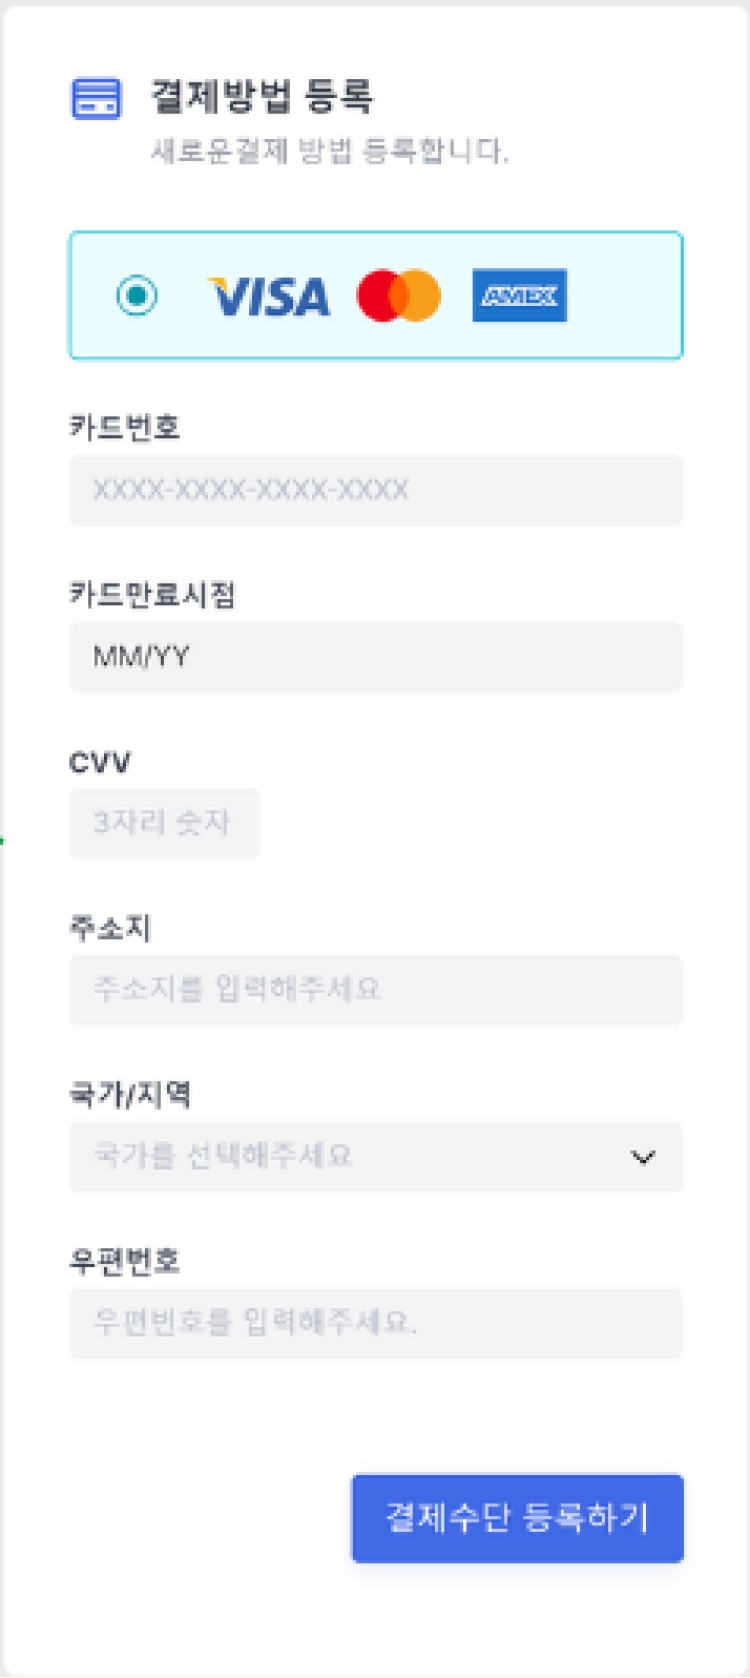 결제방법 등록
새로운결제 방법 등록합니다.
VISA AMEX
카드번호
XXXX-XXXX-XXXX-XXXX
카드만료시점
MM/YY
CVV
3자리 숫자
주소지
주소지를 입력해주세요
국가/지역
국가를 선택해주세요
우편번호
우편번호를 입력해주세요.
결제수단 등록하기